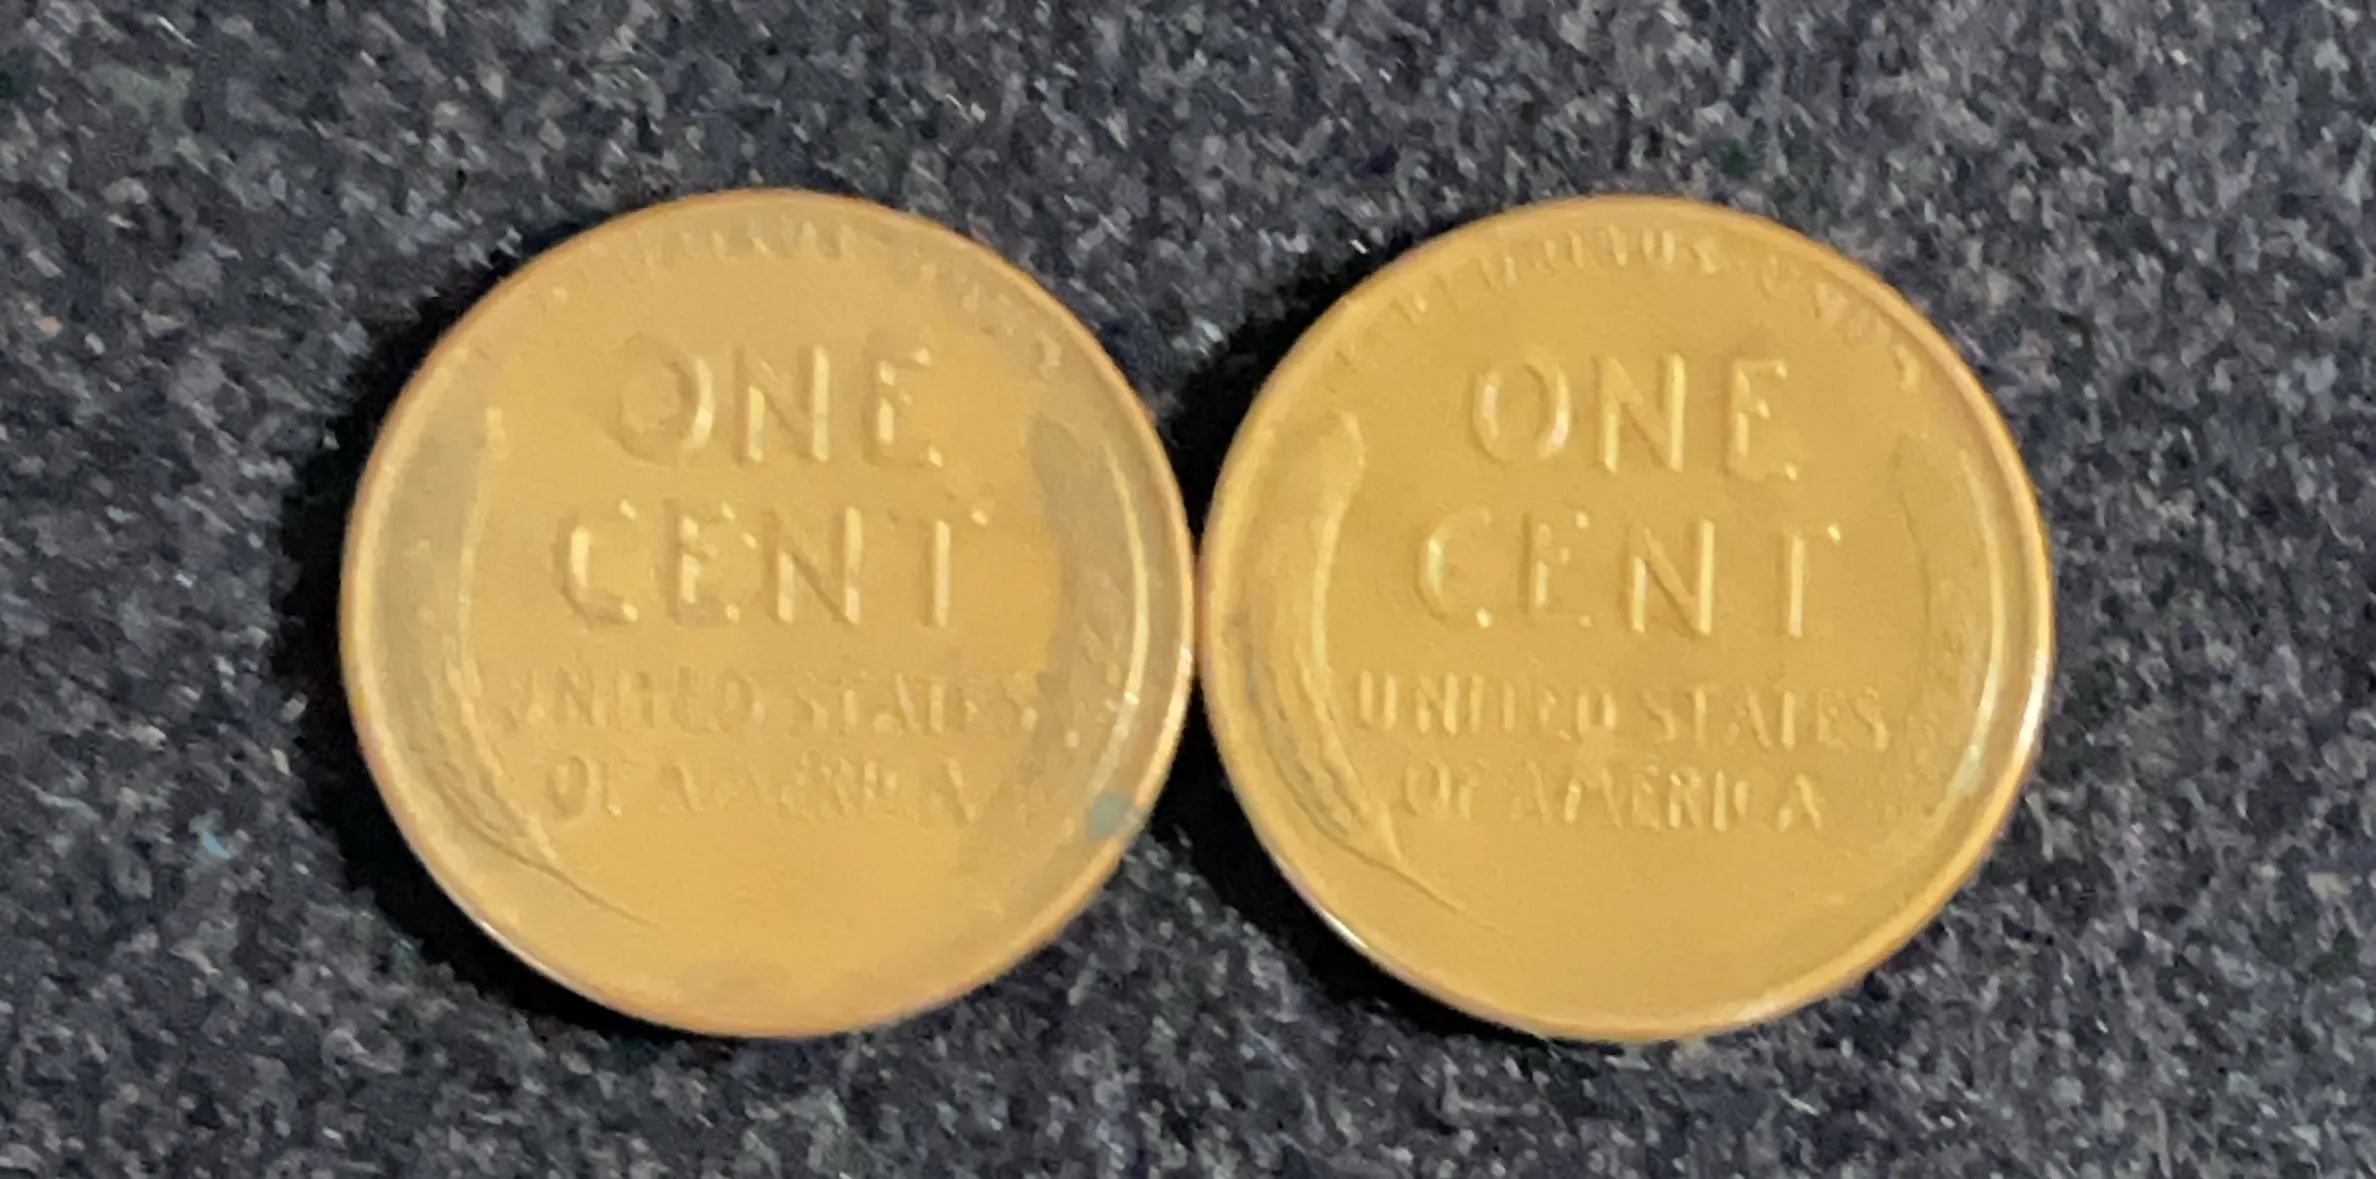 ONE
CENT
UNITED STATES
OF AMERICA
ONE
CENT
UNITED STATES
OF AMERICA